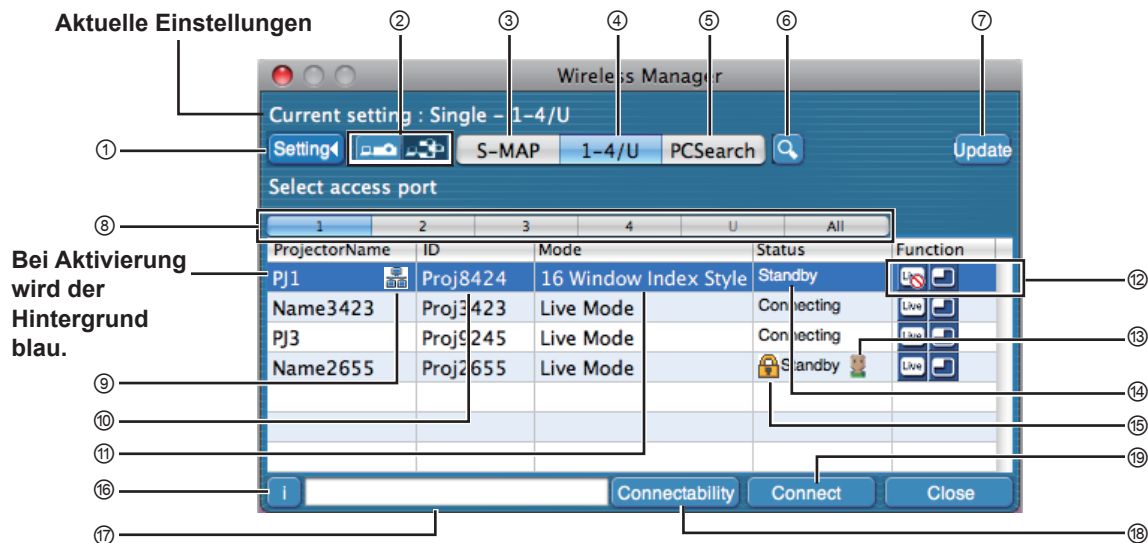 Aktuelle Einstellungen
② ③ ④ ⑤ ⑥ ⑦
Wireless Manager
Current setting : Single – 1–4/U
① Setting S-MAP 1–4/U PCSearch Update
Select access port
⑧ 1 2 3 4 U All
ProjectorName ID Mode Status Function
Bei Aktivierung
wird der
Hintergrund
blau.
PJ1 Proj8424 16 Window Index Style Standby Live ⑫
Name3423 Proj3423 Live Mode Connecting Live
PJ3 Proj9245 Live Mode Connecting Live ⑬
Name2655 Proj2655 Live Mode Standby Live
⑨ ⑭
⑩ ⑮
⑪ ⑲
⑯ i Connectability Connect Close
⑰ ⑱